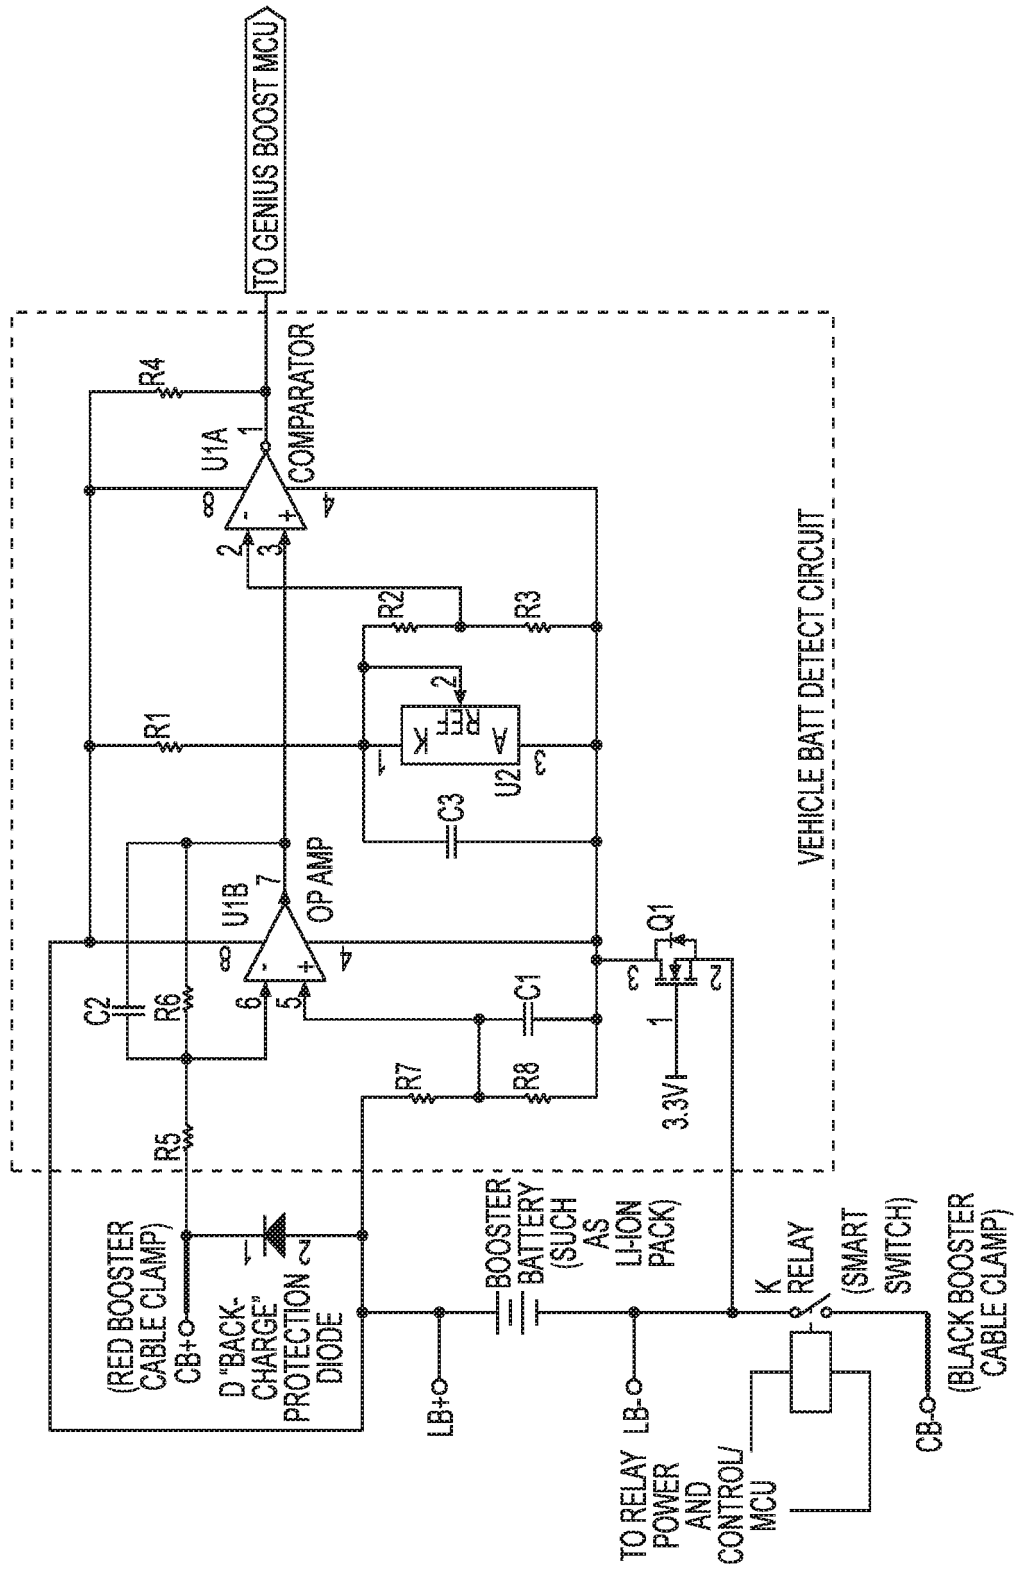 TO GENIUS BOOST MCU
R4
U1A
1
COMPARATOR
8
4
2
-
3
+
R2
R3
R1
1
K
REF
2
A
3
U2
C3
VEHICLE BATT DETECT CIRCUIT
U1B
7
OP AMP
8
4
6
-
5
+
C2
R6
C1
R7
R8
R5
3
Q1
2
1
3.3V
(RED BOOSTER
CABLE CLAMP)
CB+
1
2
D "BACK-
CHARGE"
PROTECTION
DIODE
BOOSTER
BATTERY
(SUCH
AS
LI-ION
PACK)
LB+
LB-
K
RELAY
(SMART
SWITCH)
TO RELAY
POWER
AND
CONTROL/
MCU
(BLACK BOOSTER
CABLE CLAMP)
CB-